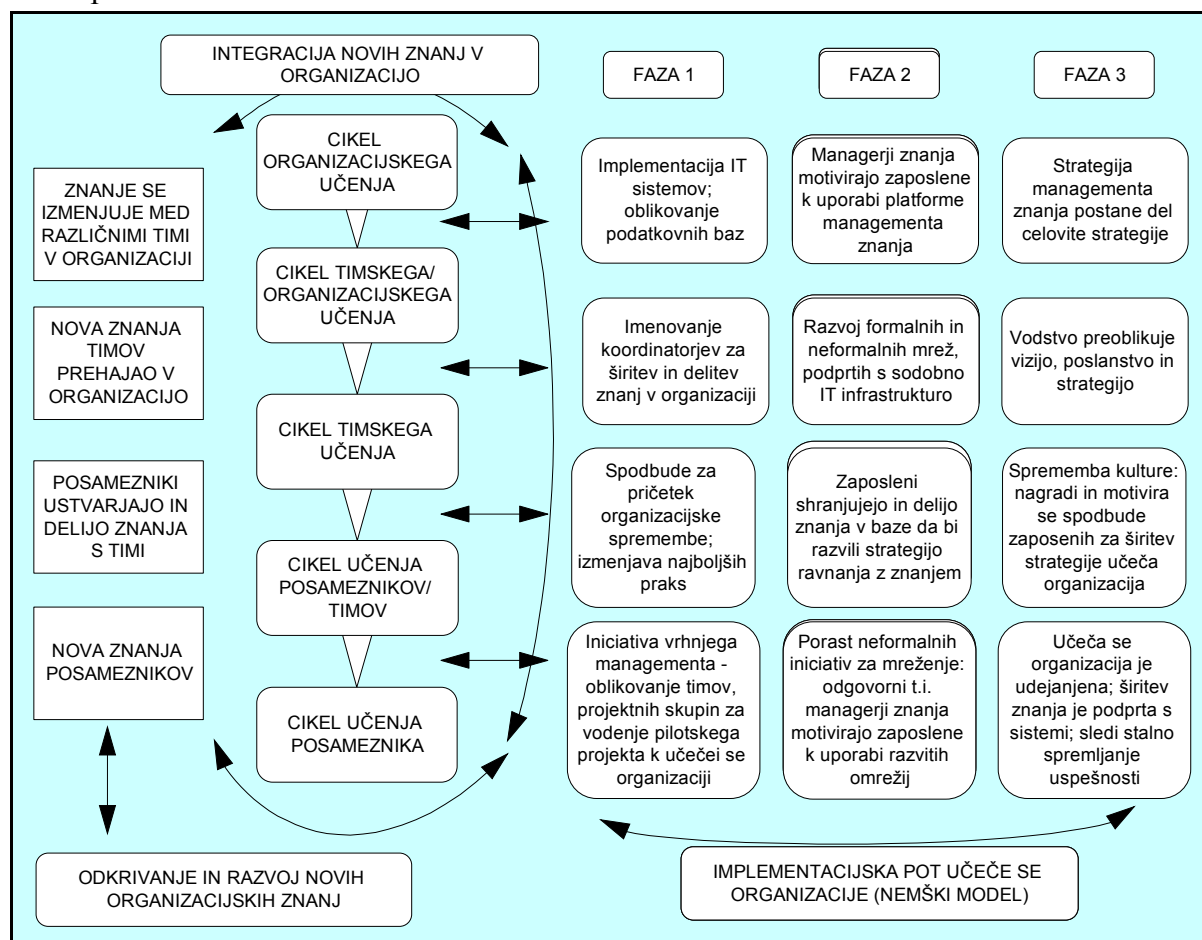 INTEGRACIJA NOVIH ZNANJ V
ORGANIZACIJO
FAZA 1
FAZA 2
FAZA 3
ZNANJE SE
IZMENJUJE MED
RAZLIČNIMI TIMI
V ORGANIZACIJI
NOVA ZNANJA
TIMOV
PREHAJAO V
ORGANIZACIJO
POSAMEZNIKI
USTVARJAJO IN
DELIJO ZNANJA
S TIMI
NOVA ZNANJA
POSAMEZNIKOV
CIKEL
ORGANIZACIJSKEGA
UČENJA
CIKEL TIMSKEGA/
ORGANIZACIJSKEGA
UČENJA
CIKEL TIMSKEGA
UČENJA
CIKEL UČENJA
POSAMEZNIKOV/
TIMOV
CIKEL UČENJA
POSAMEZNIKA
Implementacija IT
sistemov;
oblikovanje
podatkovnih baz
Imenovanje
koordinatorjev za
širitev in delitev
znanj v organizaciji
Spodbude za
pričetek
organizacijske
spremembe;
izmenjava najboljših
praks
Iniciativa vrhnjega
managementa -
oblikovanje timov,
projektnih skupin za
vodenje pilotskega
projekta k učečei se
organizaciji
Managerji znanja
motivirajo zaposlene
k uporabi platforme
managementa
znanja
Razvoj formalnih in
neformalnih mrež,
podprtih s sodobno
IT infrastrukturo
Zaposleni
shranjujejo in delijo
znanja v baze da bi
razvili strategijo
ravnanja z znanjem
Porast neformalnih
iniciativ za mreženje:
odgovorni t.i.
managerji znanja
motivirajo zaposlene
k uporabi razvitih
omrežij
Strategija
managementa
znanja postane del
celovite strategije
Vodstvo preoblikuje
vizijo, poslanstvo in
strategijo
Sprememba kulture:
nagradi in motivira
se spodbude
zaposenih za širitev
strategije učeča
organizacija
Učeča se
organizacija je
udejanjena; širitev
znanja je podprta s
sistemi; sledi stalno
spremljanje
uspešnosti
ODKRIVANJE IN RAZVOJ NOVIH
ORGANIZACIJSKIH ZNANJ
IMPLEMENTACIJSKA POT UČEČE SE
ORGANIZACIJE (NEMŠKI MODEL)